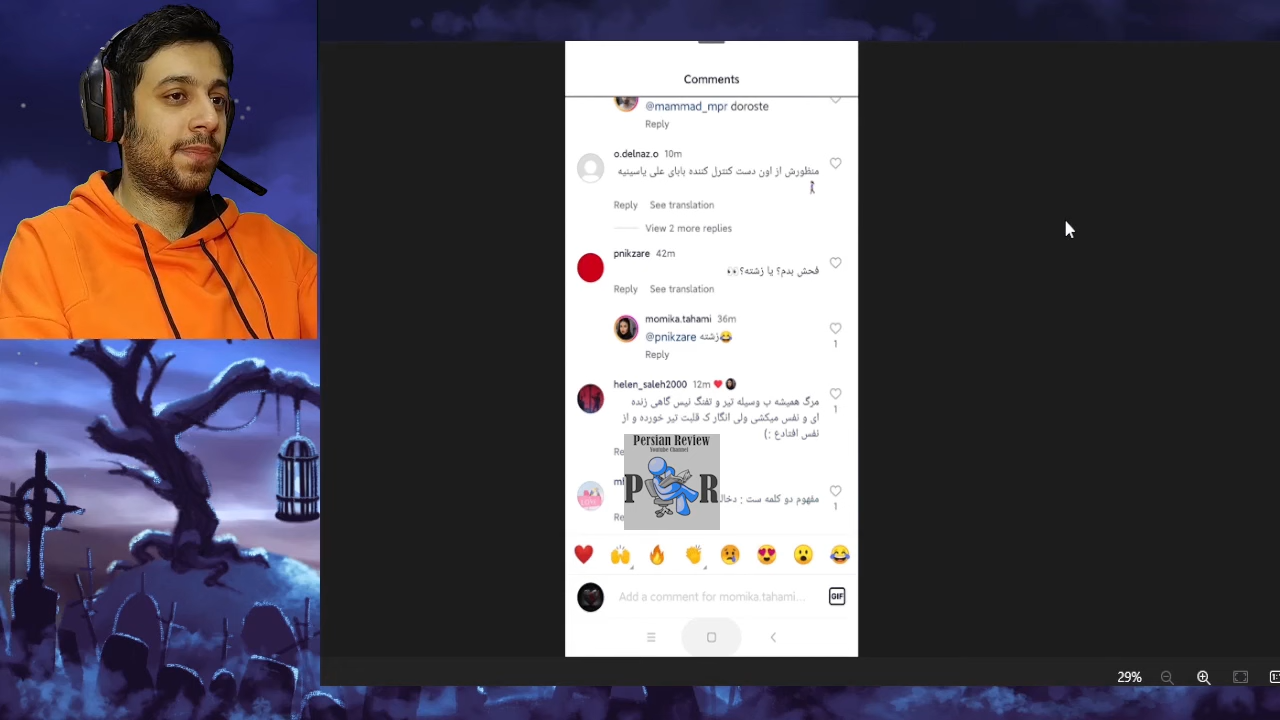 Comments
@mammad_mpr doroste
Reply
o.delnaz.o 10m
منظورش از اون دست کنترل کننده بابای علی یاسینیه
🚶‍♀️
Reply See translation
View 2 more replies
pnikzare 42m
فحش بدم؟ یا زشته؟👀
Reply See translation
momika.tahami 36m
@pnikzare زشته😂
1
Reply
helen_saleh2000 12m ❤️
مرگ همیشه ب وسیله تیر و تفنگ نیس گاهی زنده
1
ای و نفس میکشی ولی انگار ک قلبت تیر خورده و از
نفس افتادع :)
Persian Review
Youtube Channel
P R
مفهوم دو کلمه ست :
1
❤️ 🙌 🔥 👏 😢 😍 😮 😂
Add a comment for momika.tahami...
GIF
29%